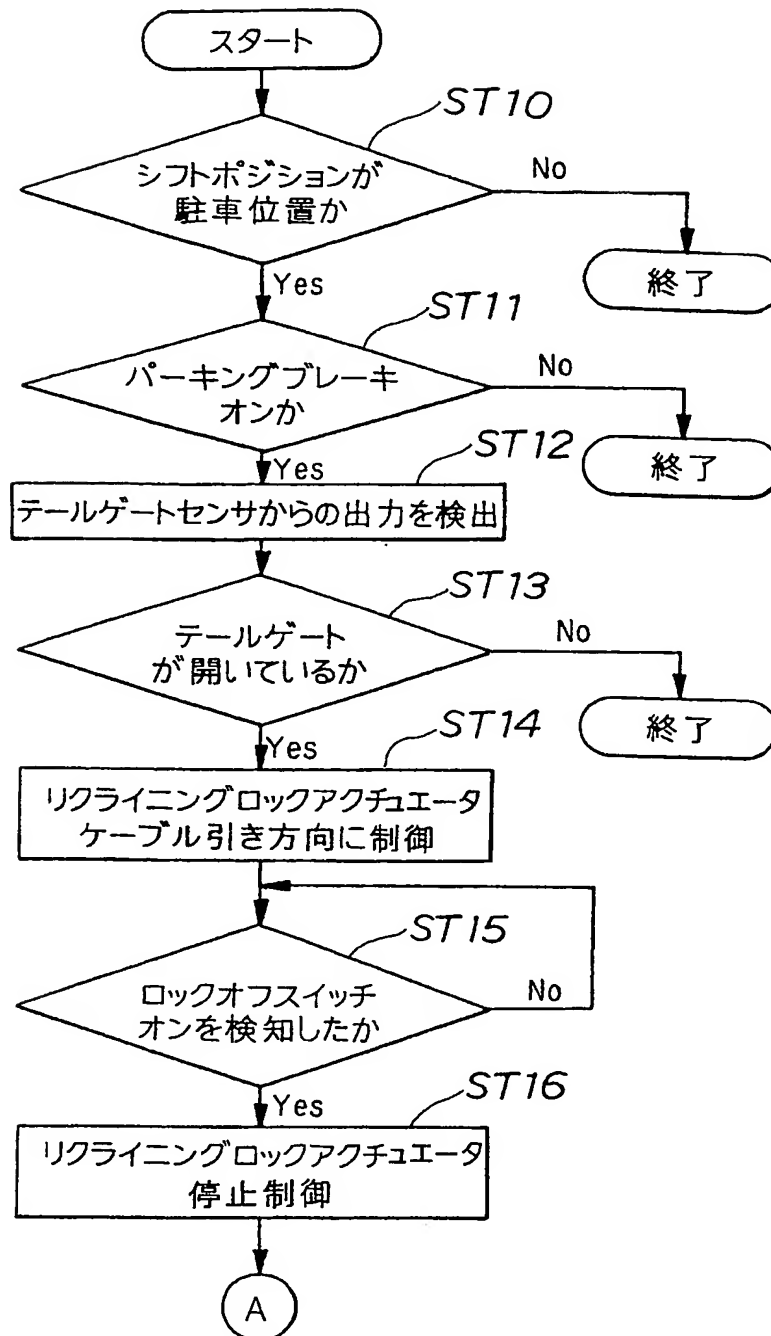 スタート
ST10
シフトポジションが
駐車位置か
No
終了
Yes
ST11
パーキングブレーキ
オンか
No
終了
Yes
ST12
テールゲートセンサからの出力を検出
ST13
テールゲート
が開いているか
No
終了
Yes
ST14
リクライニングロックアクチュエータ
ケーブル引き方向に制御
ST15
ロックオフスイッチ
オンを検知したか
No
Yes
ST16
リクライニングロックアクチュエータ
停止制御
A